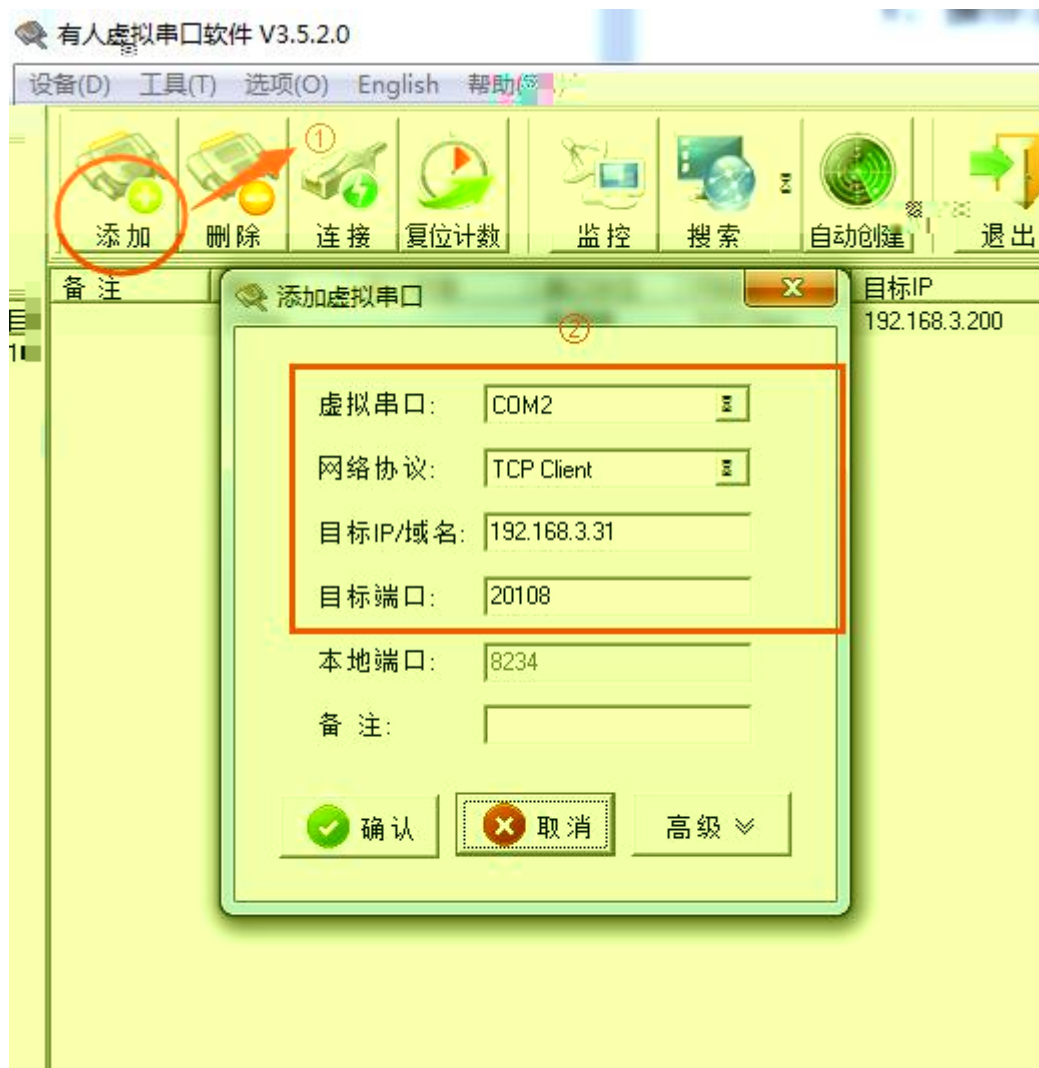 有人虚拟串口软件 V3.5.2.0
设备(D) 工具(T) 选项(O) English 帮助(
①
添加 删除 连接 复位计数 监控 搜索 自动创建 退出
备注 目标IP
添加虚拟串口
192.168.3.200
②
虚拟串口: COM2
网络协议: TCP Client
目标IP/域名: 192.168.3.31
目标端口: 20108
本地端口: 8234
备 注:
确认 取消 高级